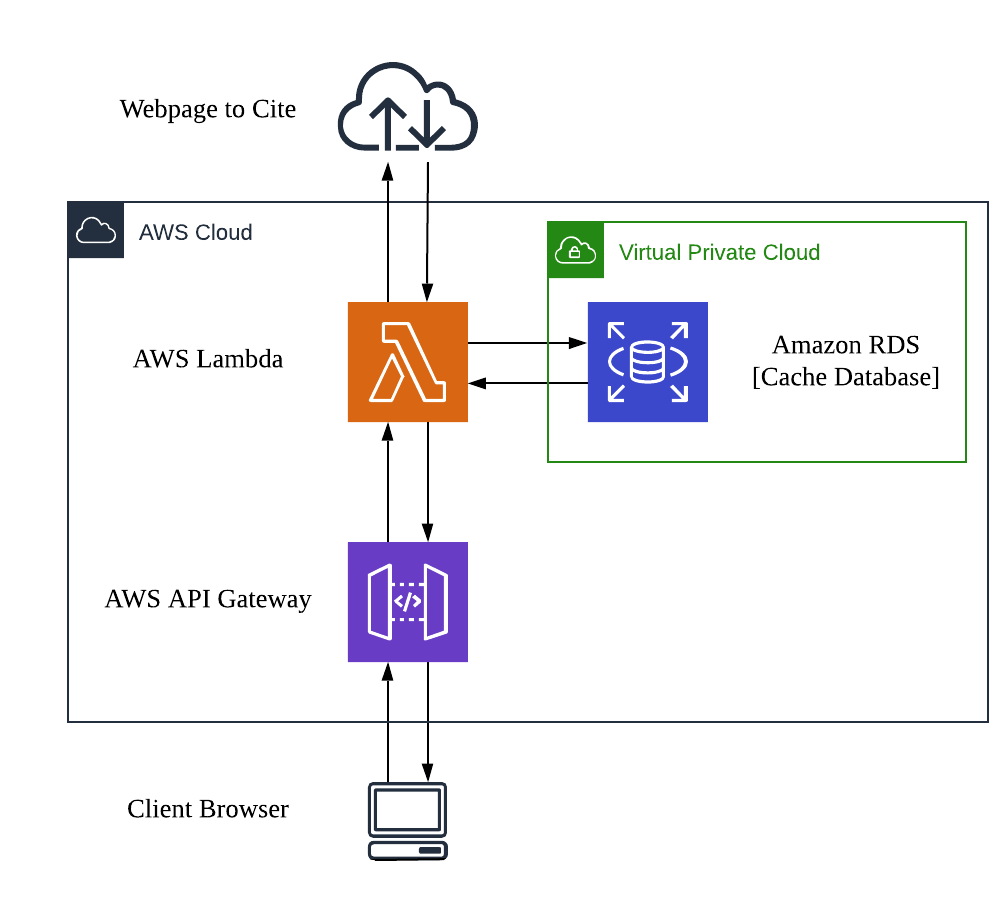 Webpage to Cite
AWS Cloud
Virtual Private Cloud
AWS Lambda
Amazon RDS
[Cache Database]
AWS API Gateway
</>
Client Browser